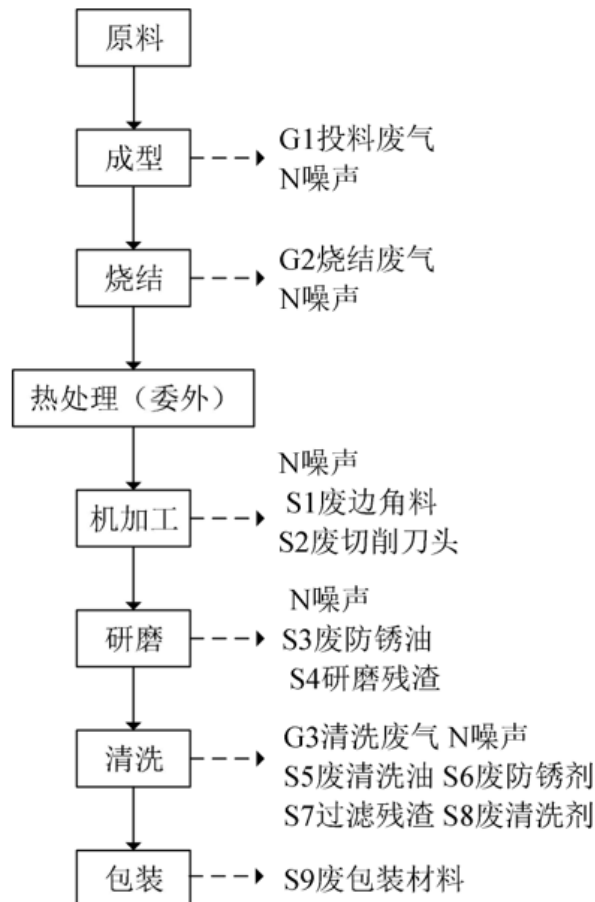 原料
成型
G1投料废气
N噪声
烧结
G2烧结废气
N噪声
热处理（委外）
机加工
N噪声
S1废边角料
S2废切削刀头
研磨
N噪声
S3废防锈油
S4研磨残渣
清洗
G3清洗废气 N噪声
S5废清洗油 S6废防锈剂
S7过滤残渣 S8废清洗剂
包装
S9废包装材料